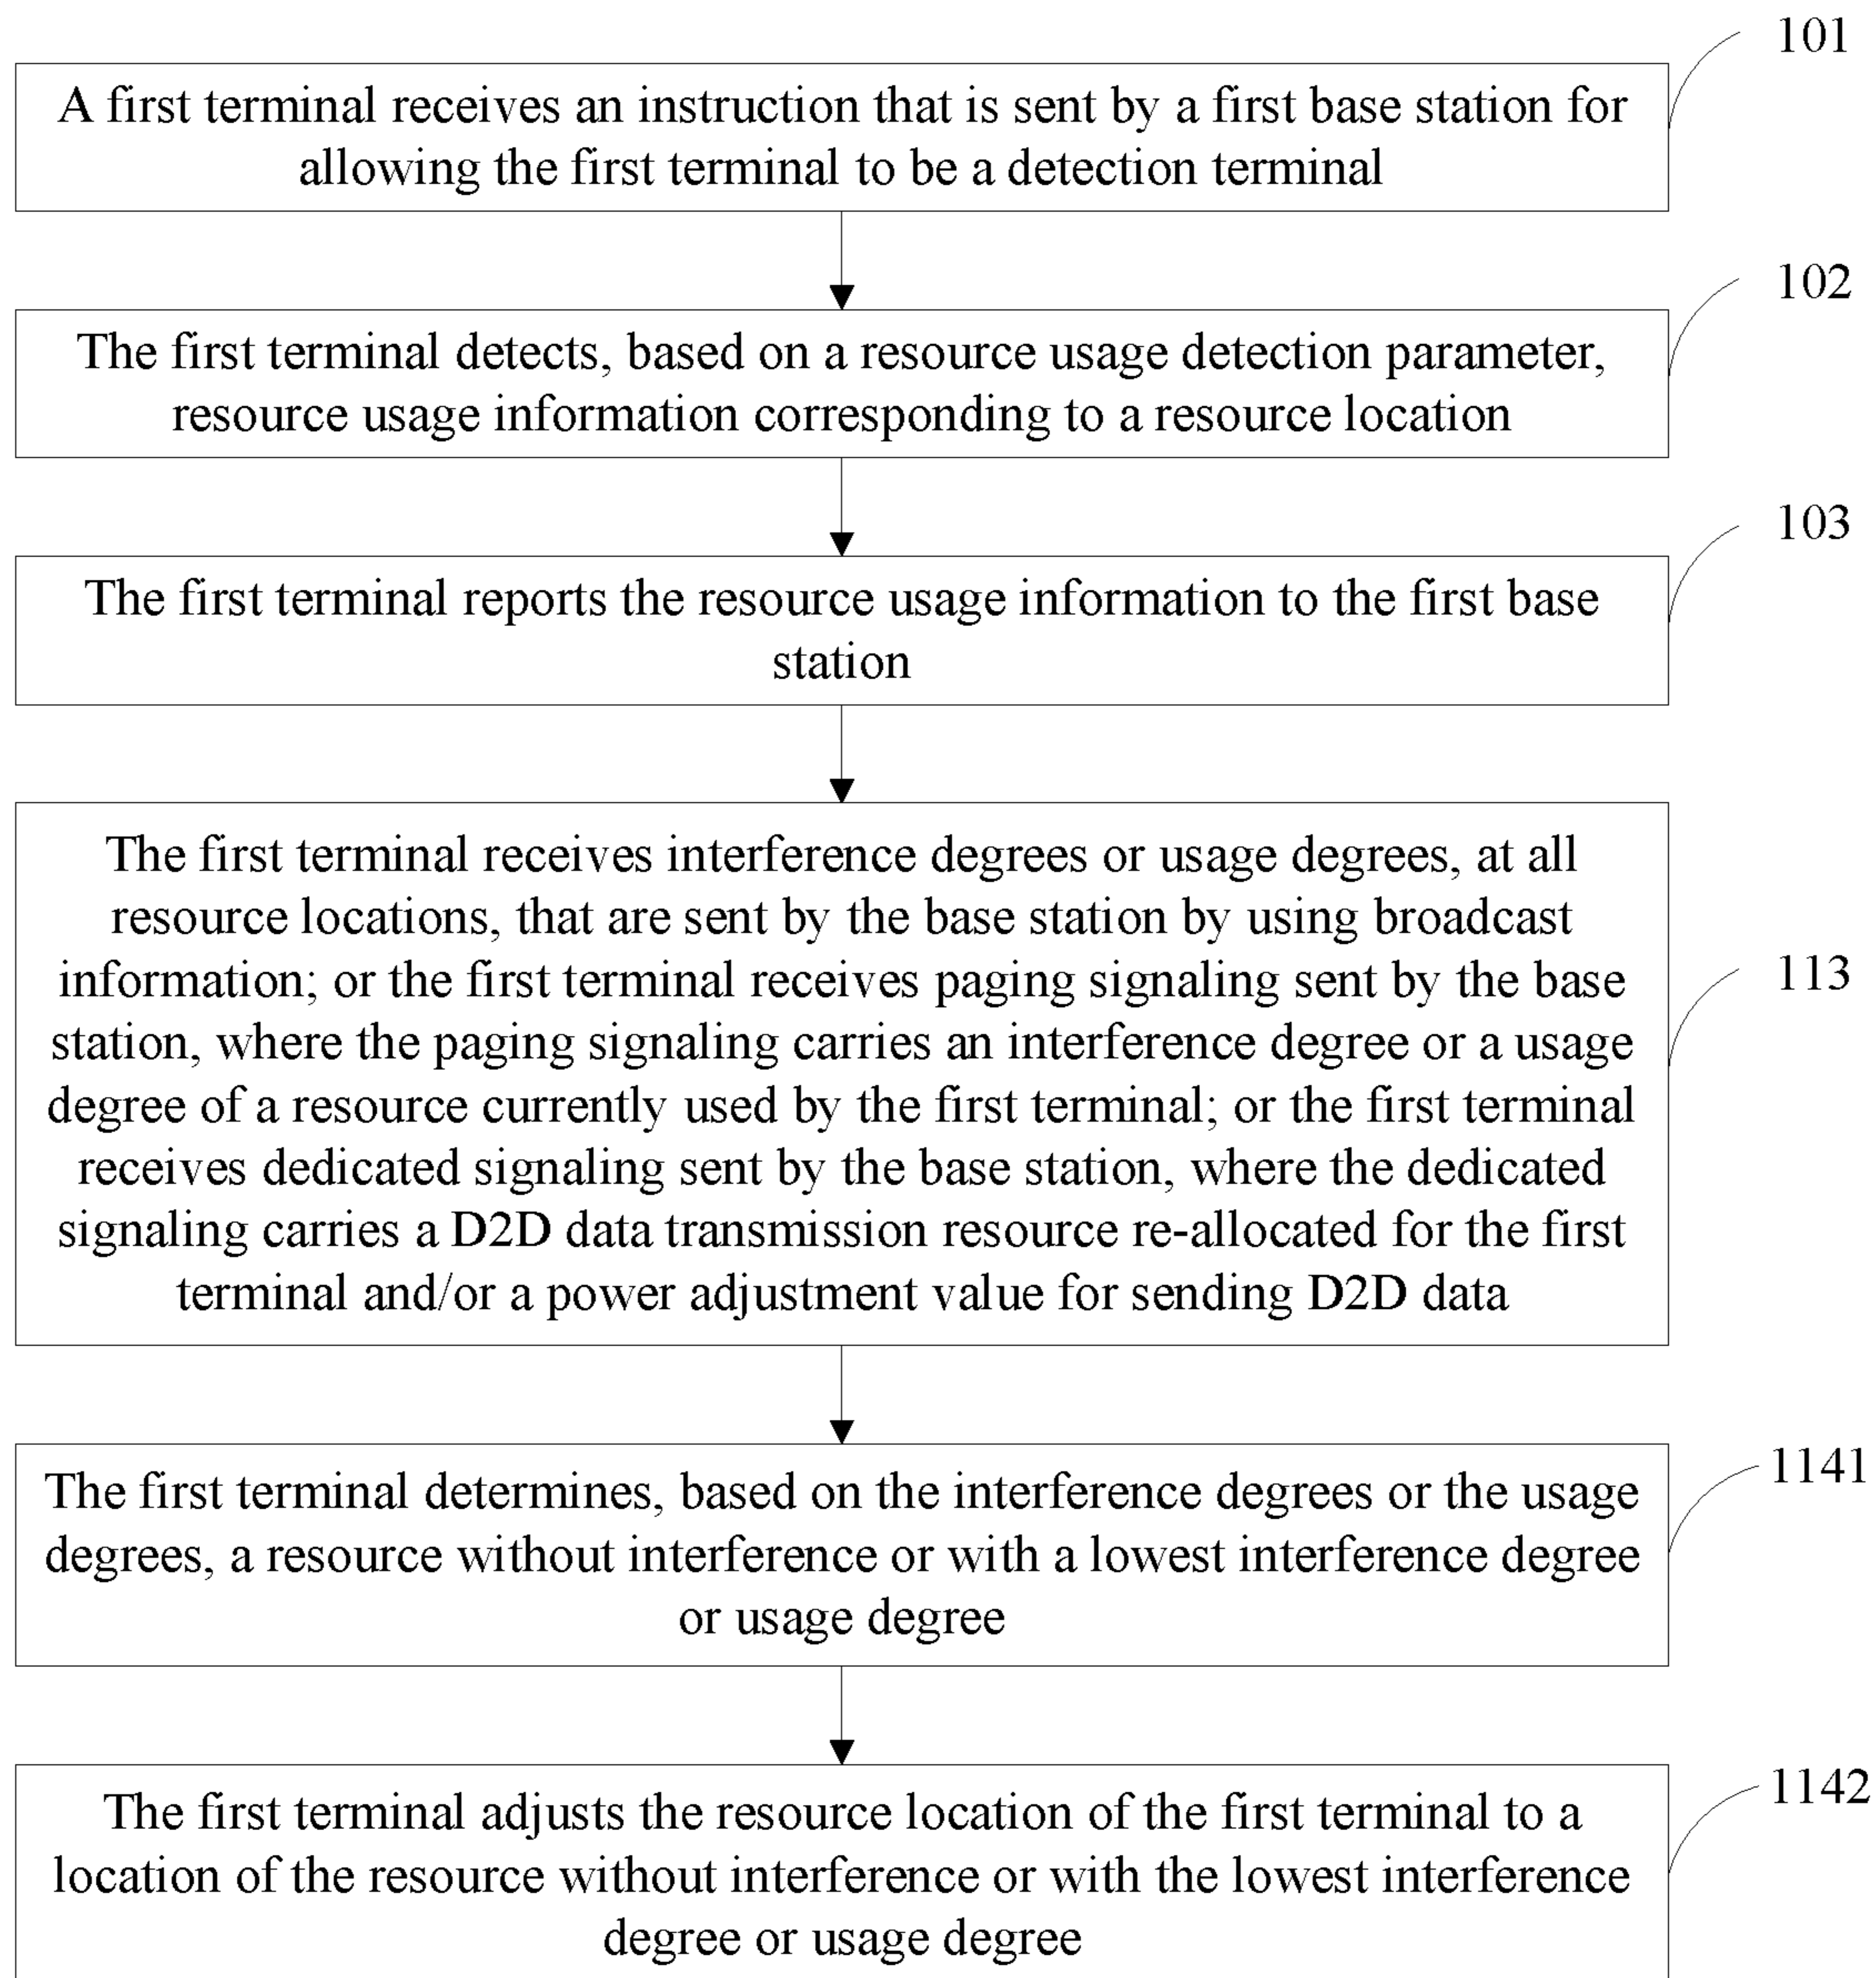 101
A first terminal receives an instruction that is sent by a first base station for
allowing the first terminal to be a detection terminal
102
The first terminal detects, based on a resource usage detection parameter,
resource usage information corresponding to a resource location
103
The first terminal reports the resource usage information to the first base
station
The first terminal receives interference degrees or usage degrees, at all
resource locations, that are sent by the base station by using broadcast
information; or the first terminal receives paging signaling sent by the base
station, where the paging signaling carries an interference degree or a usage
degree of a resource currently used by the first terminal; or the first terminal
receives dedicated signaling sent by the base station, where the dedicated
signaling carries a D2D data transmission resource re-allocated for the first
terminal and/or a power adjustment value for sending D2D data
113
1141
The first terminal determines, based on the interference degrees or the usage
degrees, a resource without interference or with a lowest interference degree
or usage degree
1142
The first terminal adjusts the resource location of the first terminal to a
location of the resource without interference or with the lowest interference
degree or usage degree